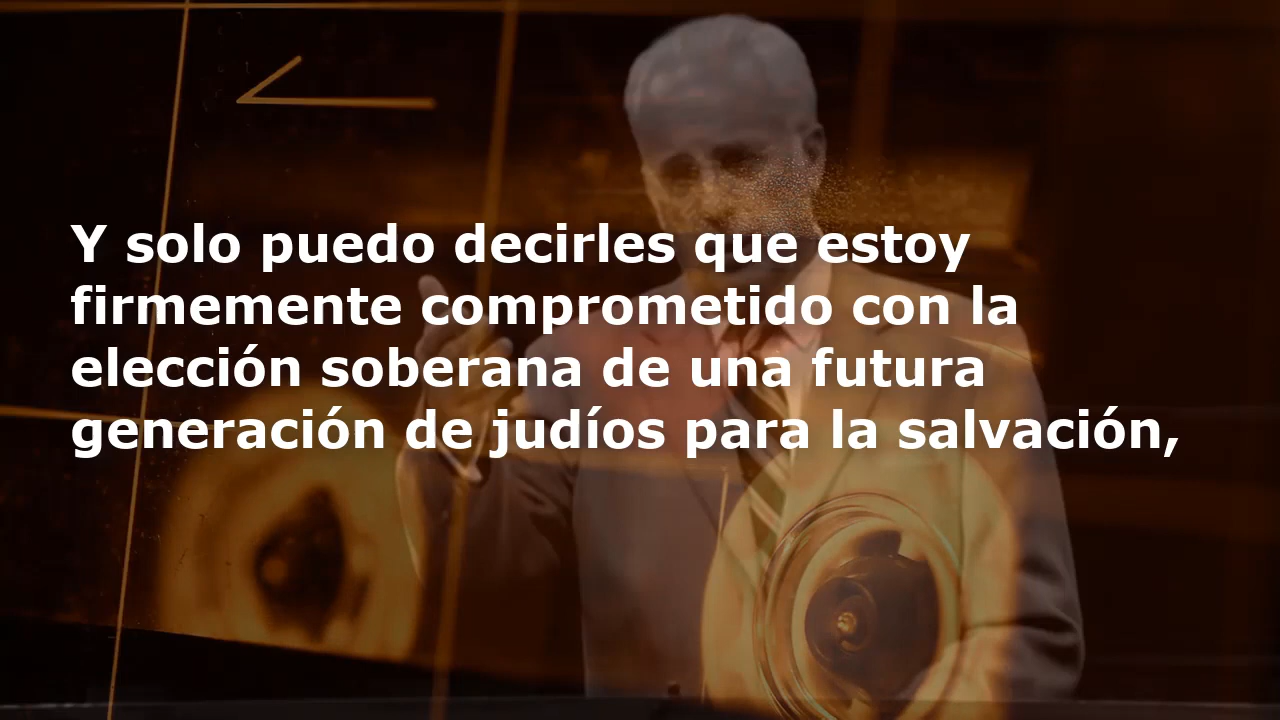 Y solo puedo decirles que estoy
firmemente comprometido con la
elección soberana de una futura
generación de judíos para la salvación,